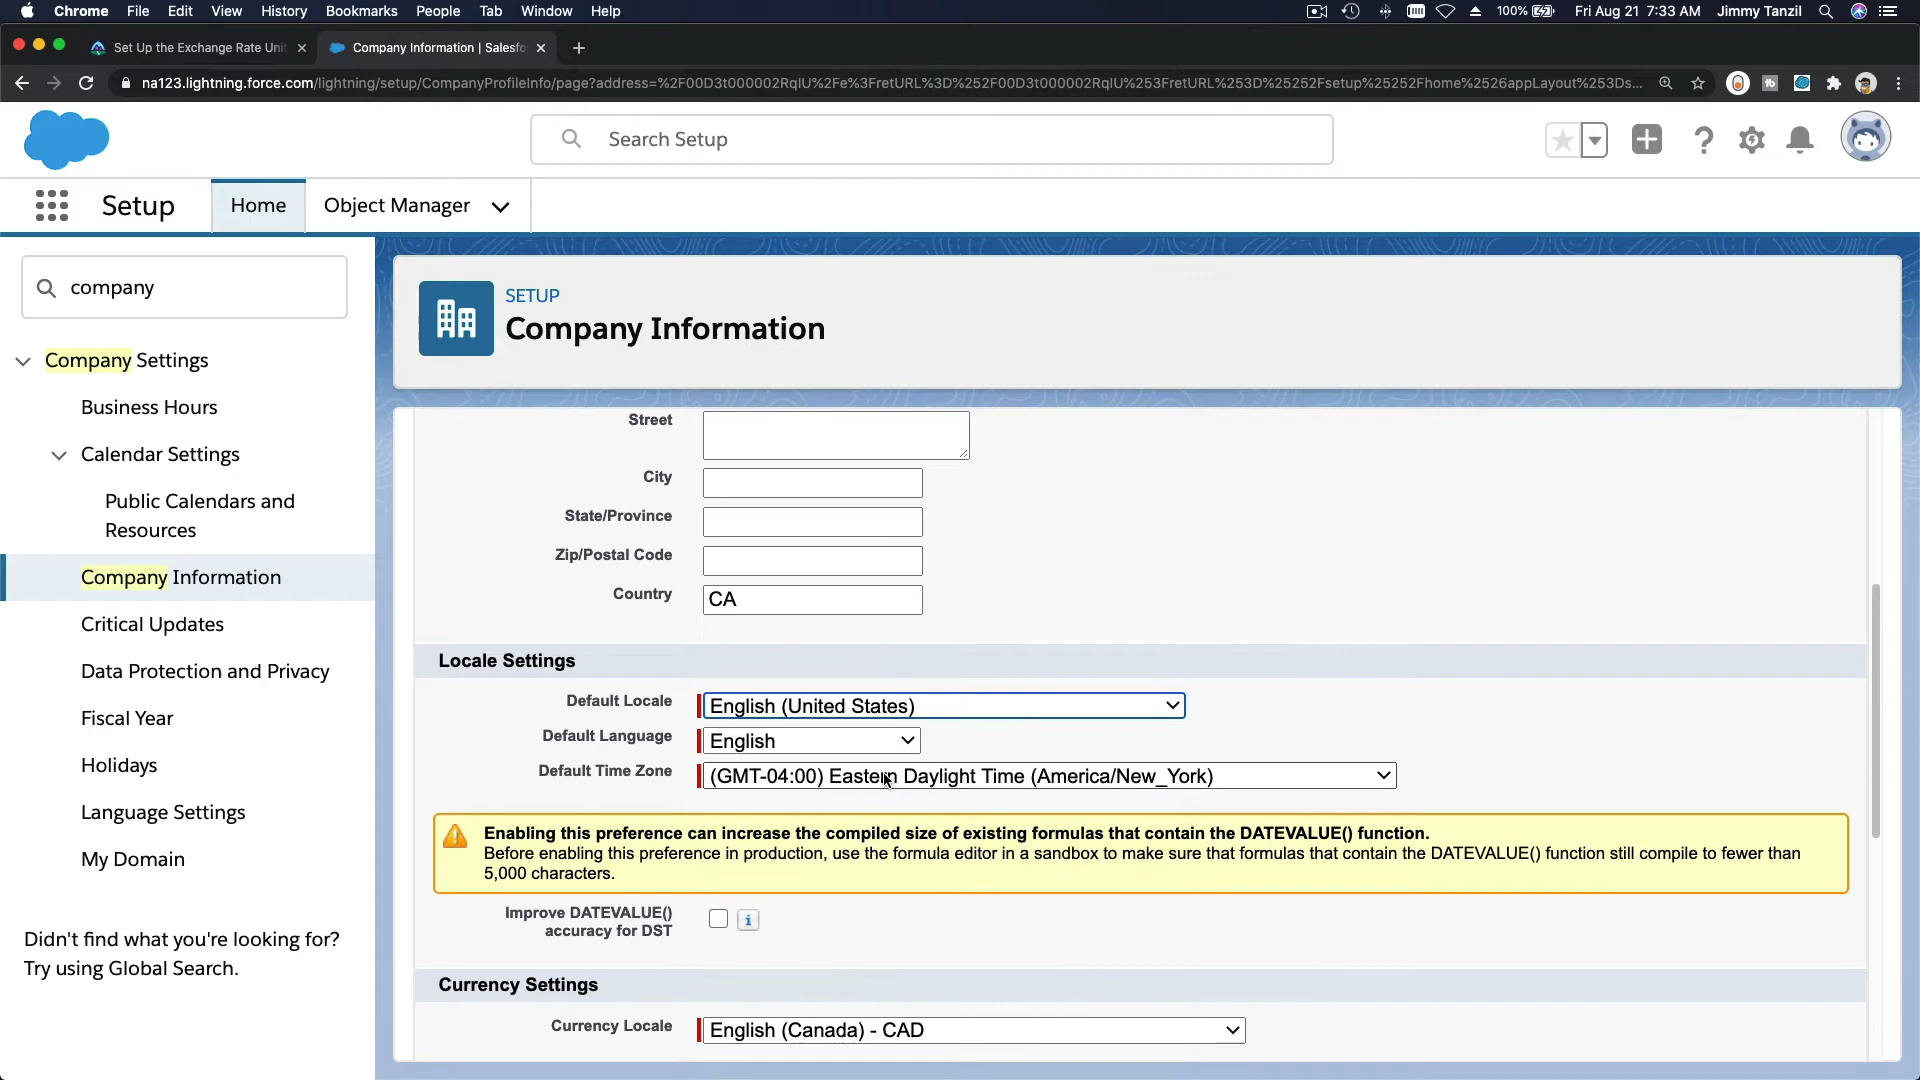 Chrome File Edit View History Bookmarks People Tab Window Help
100% Fri Aug 21 7:33 AM Jimmy Tanzil
Set Up the Exchange Rate Unit
Company Information | Salesfo
na123.lightning.force.com/lightning/setup/CompanyProfileInfo/page?address=%2F00D3t000002RqlU%2Fe%3FretURL%3D%252F00D3t000002RqlU%253FretURL%253D%25252Fsetup%25252Fhome%2526appLayout%253Ds...
Search Setup
Setup
Home
Object Manager
company
Company Settings
Business Hours
Calendar Settings
Public Calendars and
Resources
Company Information
Critical Updates
Data Protection and Privacy
Fiscal Year
Holidays
Language Settings
My Domain
Didn't find what you're looking for?
Try using Global Search.
SETUP
Company Information
Street
City
State/Province
Zip/Postal Code
Country CA
Locale Settings
Default Locale English (United States)
Default Language English
Default Time Zone (GMT-04:00) Eastern Daylight Time (America/New_York)
Enabling this preference can increase the compiled size of existing formulas that contain the DATEVALUE() function.
Before enabling this preference in production, use the formula editor in a sandbox to make sure that formulas that contain the DATEVALUE() function still compile to fewer than
5,000 characters.
Improve DATEVALUE()
accuracy for DST
Currency Settings
Currency Locale English (Canada) - CAD